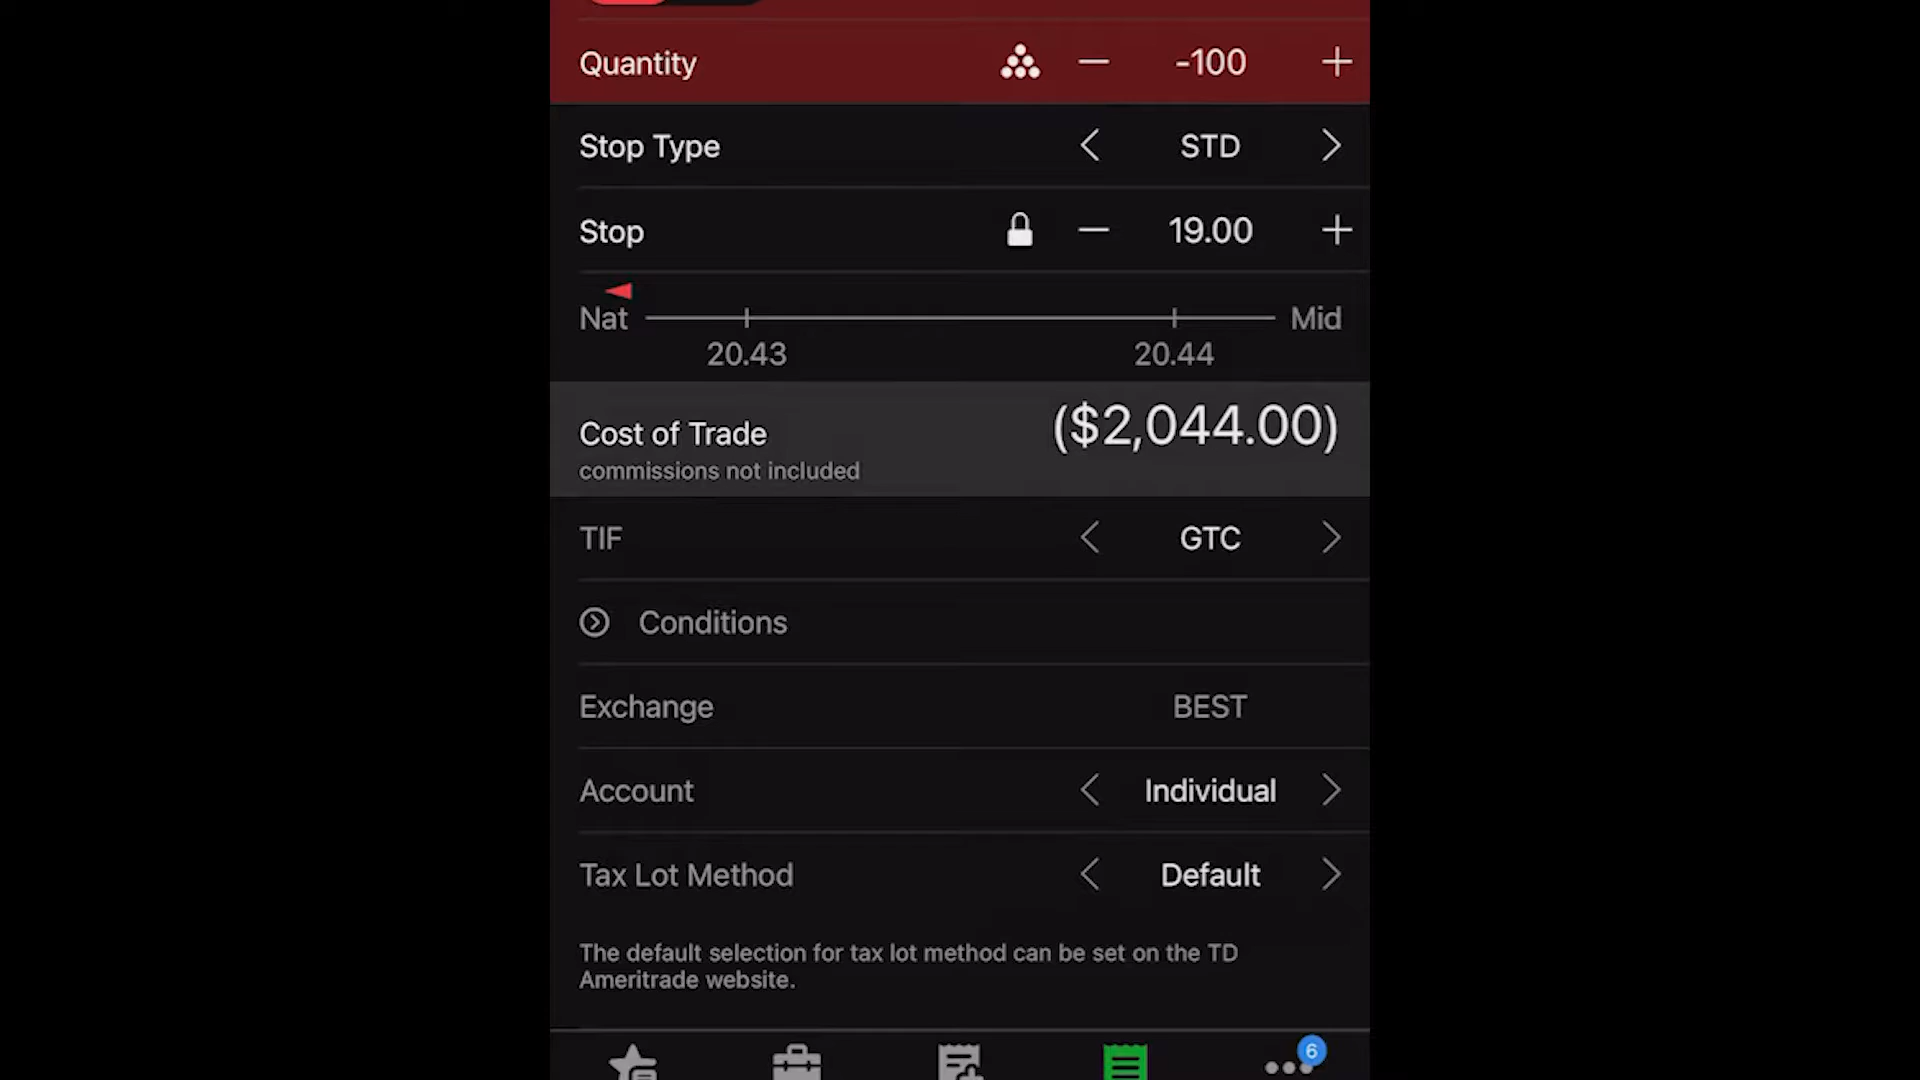 Quantity -100
Stop Type STD
Stop 19.00
Nat Mid
20.43 20.44
Cost of Trade ($2,044.00)
commissions not included
TIF GTC
Conditions
Exchange BEST
Account Individual
Tax Lot Method Default
The default selection for tax lot method can be set on the TD
Ameritrade website.
6